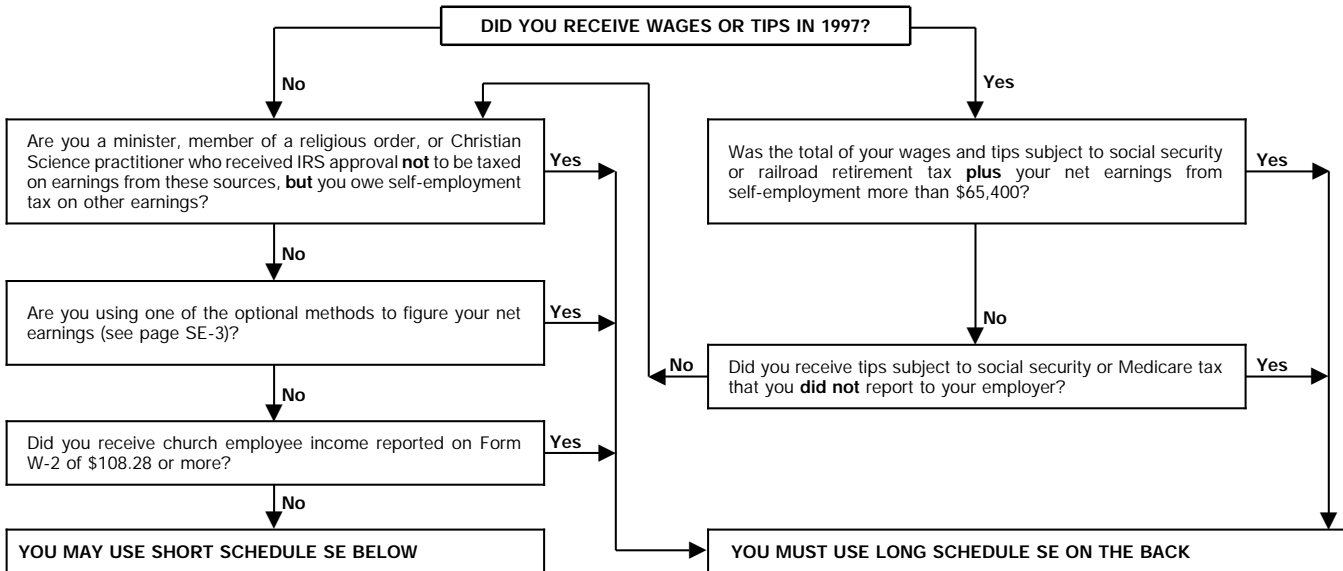 DID YOU RECEIVE WAGES OR TIPS IN 1997?
No
Yes
Are you a minister, member of a religious order, or Christian
Science practitioner who received IRS approval not to be taxed
on earnings from these sources, but you owe self-employment
tax on other earnings?
Yes
Was the total of your wages and tips subject to social security
or railroad retirement tax plus your net earnings from
self-employment more than $65,400?
Yes
No
Are you using one of the optional methods to figure your net
earnings (see page SE-3)?
Yes
No
No
Did you receive tips subject to social security or Medicare tax
that you did not report to your employer?
Yes
No
Did you receive church employee income reported on Form
W-2 of $108.28 or more?
Yes
No
YOU MAY USE SHORT SCHEDULE SE BELOW
YOU MUST USE LONG SCHEDULE SE ON THE BACK